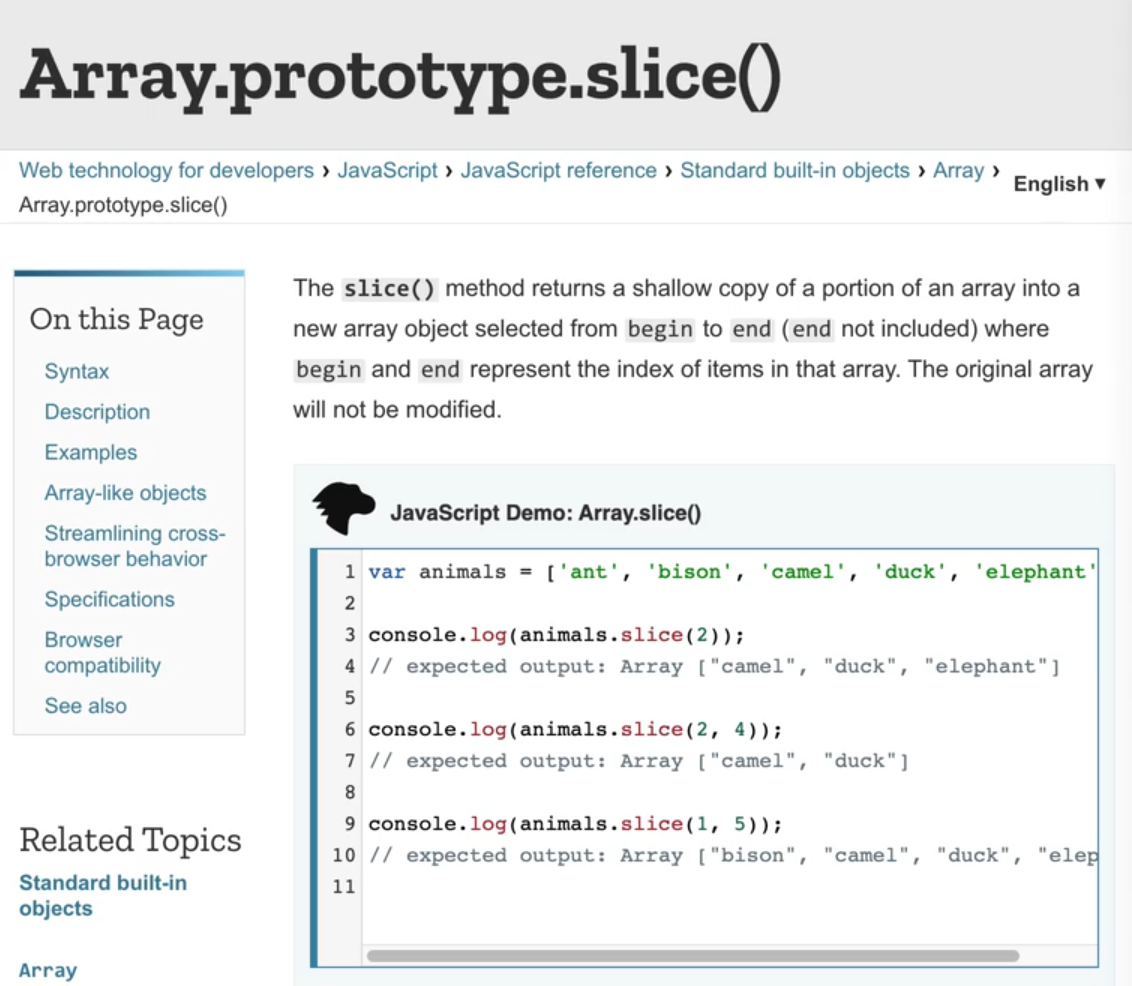 Array.prototype.slice()
Web technology for developers › JavaScript › JavaScript reference › Standard built-in objects › Array ›
Array.prototype.slice()
English ▼
On this Page
Syntax
Description
Examples
Array-like objects
Streamlining cross-
browser behavior
Specifications
Browser
compatibility
See also
Related Topics
Standard built-in
objects
Array
The slice() method returns a shallow copy of a portion of an array into a
new array object selected from begin to end (end not included) where
begin and end represent the index of items in that array. The original array
will not be modified.
JavaScript Demo: Array.slice()
1 var animals = ['ant', 'bison', 'camel', 'duck', 'elephant'
2
3 console.log(animals.slice(2));
4 // expected output: Array ["camel", "duck", "elephant"]
5
6 console.log(animals.slice(2, 4));
7 // expected output: Array ["camel", "duck"]
8
9 console.log(animals.slice(1, 5));
10 // expected output: Array ["bison", "camel", "duck", "elep
11